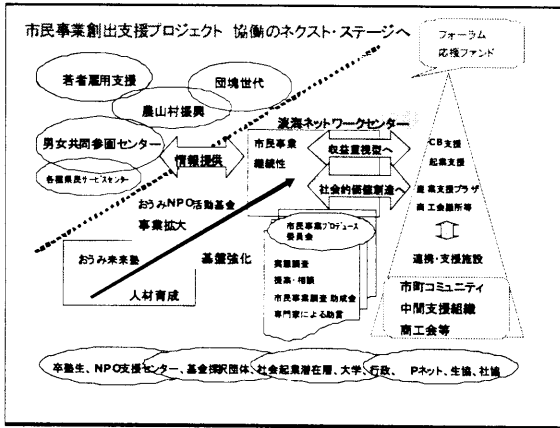 市民事業創出支援プロジェクト 協働のネクスト・ステージへ
フォーラム
応援ファンド
若者雇用支援
団塊世代
農山村振興
男女共同参画センター
各種県民サービスセンター
情報提供
淡海ネットワークセンター
市民事業
継続性
収益重視型へ
社会的価値創造へ
CB支援
起業支援
産業支援プラザ
商工会議所等
連携・支援施設
市町コミュニティ
中間支援組織
商工会等
おうみNPO活動基金
事業拡大
おうみ未来塾
基盤強化
人材育成
市民事業プロデュース
委員会
実態調査
提案・相談
市民事業調査助成金
専門家による助言
卒塾生、NPO支援センター、基金採択団体、社会起業潜在層、大学、行政、Pネット、生協、社協